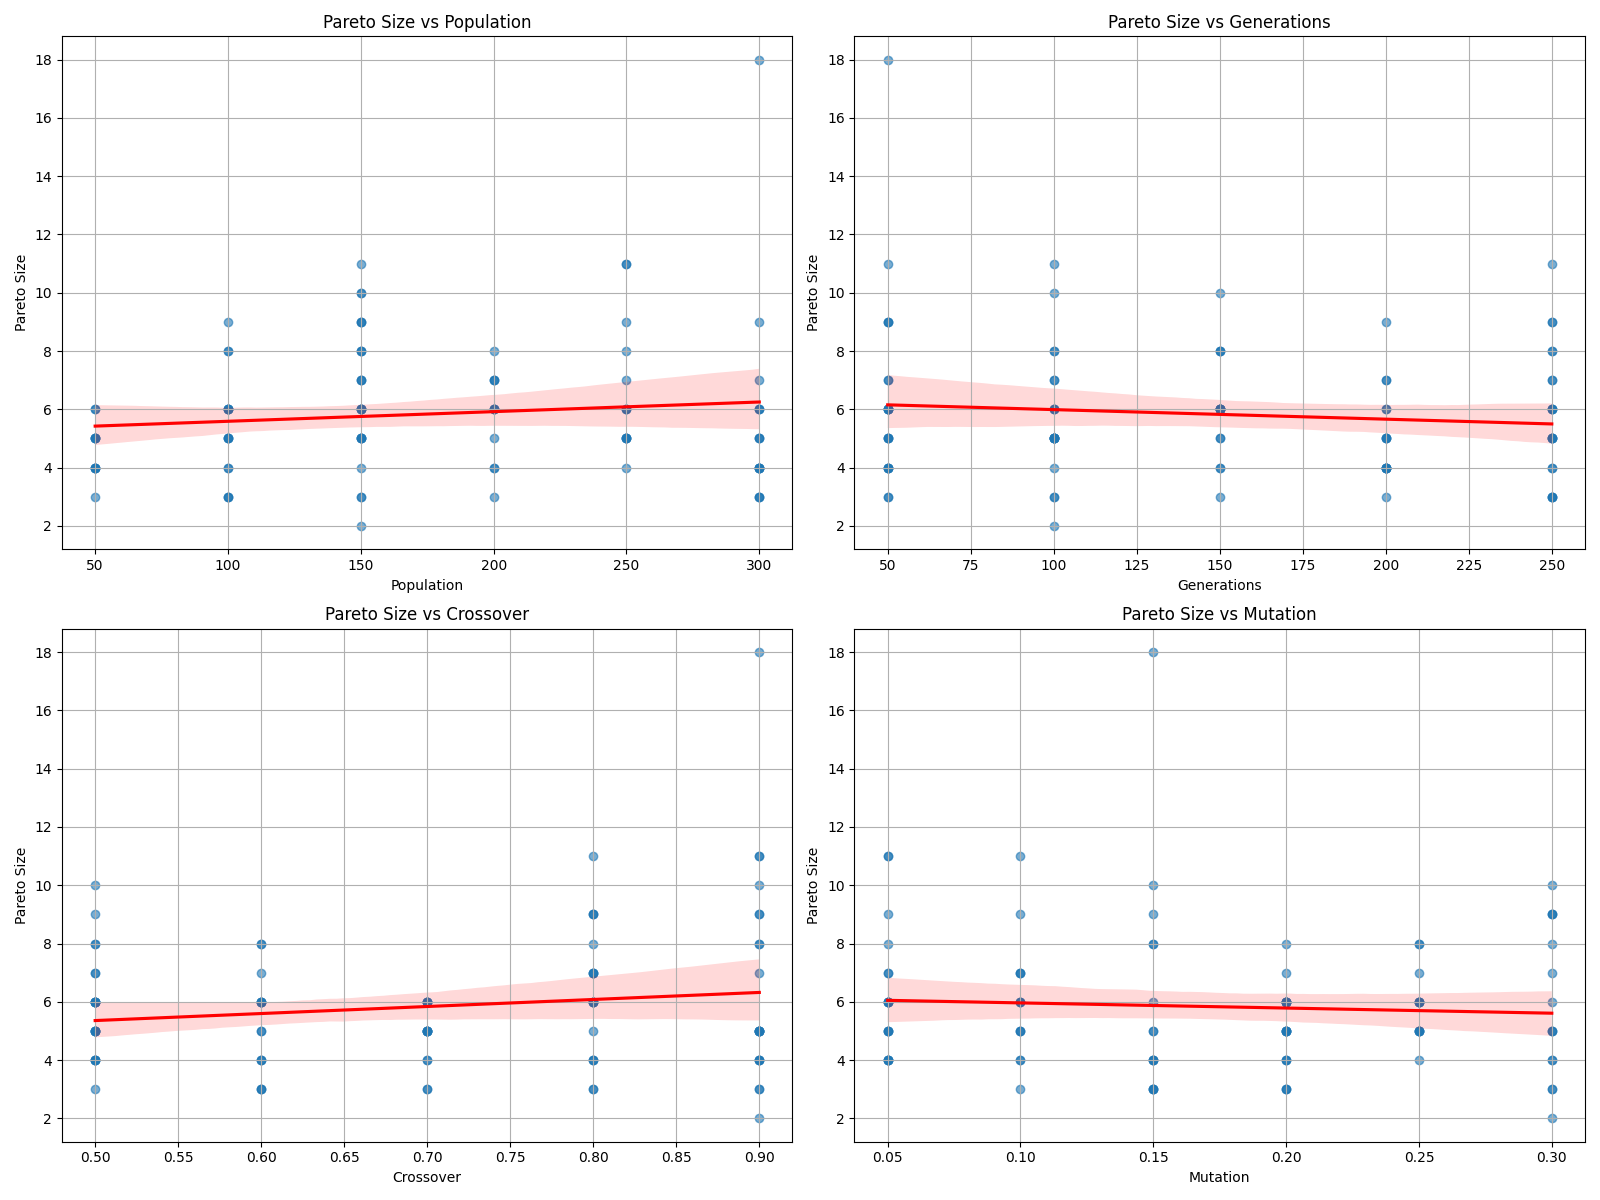 Pareto Size vs Population
18
16
14
12
10
8
6
4
2
Pareto Size
50 100 150 200 250 300
Population
Pareto Size vs Generations
18
16
14
12
10
8
6
4
2
Pareto Size
50 75 100 125 150 175 200 225 250
Generations
Pareto Size vs Crossover
18
16
14
12
10
8
6
4
2
Pareto Size
0.50 0.55 0.60 0.65 0.70 0.75 0.80 0.85 0.90
Crossover
Pareto Size vs Mutation
18
16
14
12
10
8
6
4
2
Pareto Size
0.05 0.10 0.15 0.20 0.25 0.30
Mutation